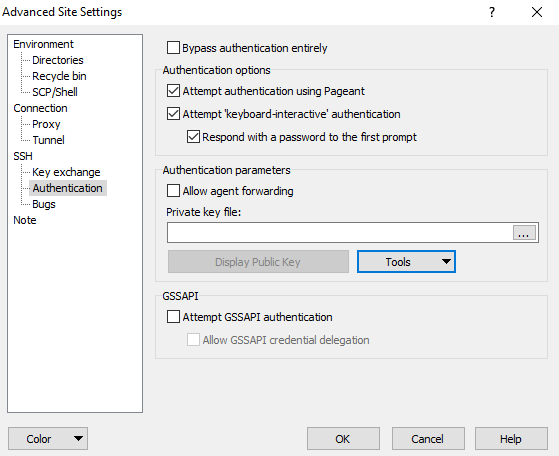 Advanced Site Settings
Environment
Directories
Recycle bin
SCP/Shell
Connection
Proxy
Tunnel
SSH
Key exchange
Authentication
Bugs
Note
Bypass authentication entirely
Authentication options
Attempt authentication using Pageant
Attempt 'keyboard-interactive' authentication
Respond with a password to the first prompt
Authentication parameters
Allow agent forwarding
Private key file:
...
Display Public Key
Tools
GSSAPI
Attempt GSSAPI authentication
Allow GSSAPI credential delegation
Color
OK
Cancel
Help